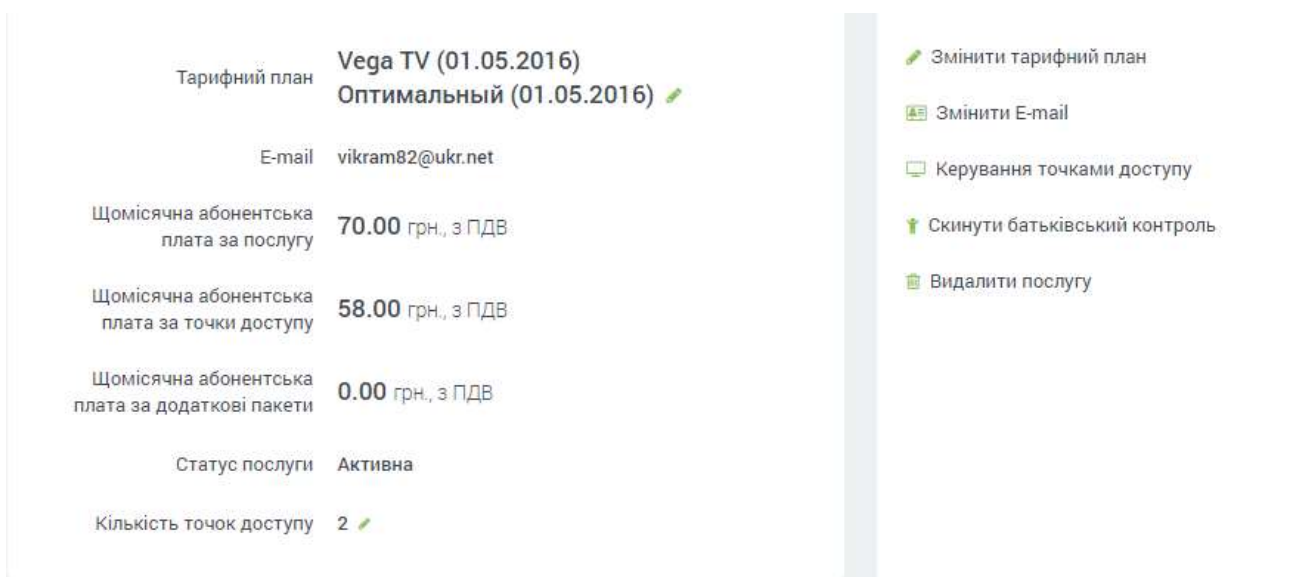 Тарифний план
Vega TV (01.05.2016)
Оптимальный (01.05.2016)
E-mail
vikram82@ukr.net
Щомісячна абонентська
плата за послугу
70.00 грн., з ПДВ
Щомісячна абонентська
плата за точки доступу
58.00 грн., з ПДВ
Щомісячна абонентська
плата за додаткові пакети
0.00 грн., з ПДВ
Статус послуги
Активна
Кількість точок доступу
2
Змінити тарифний план
Змінити E-mail
Керування точками доступу
Скинути батьківський контроль
Видалити послугу